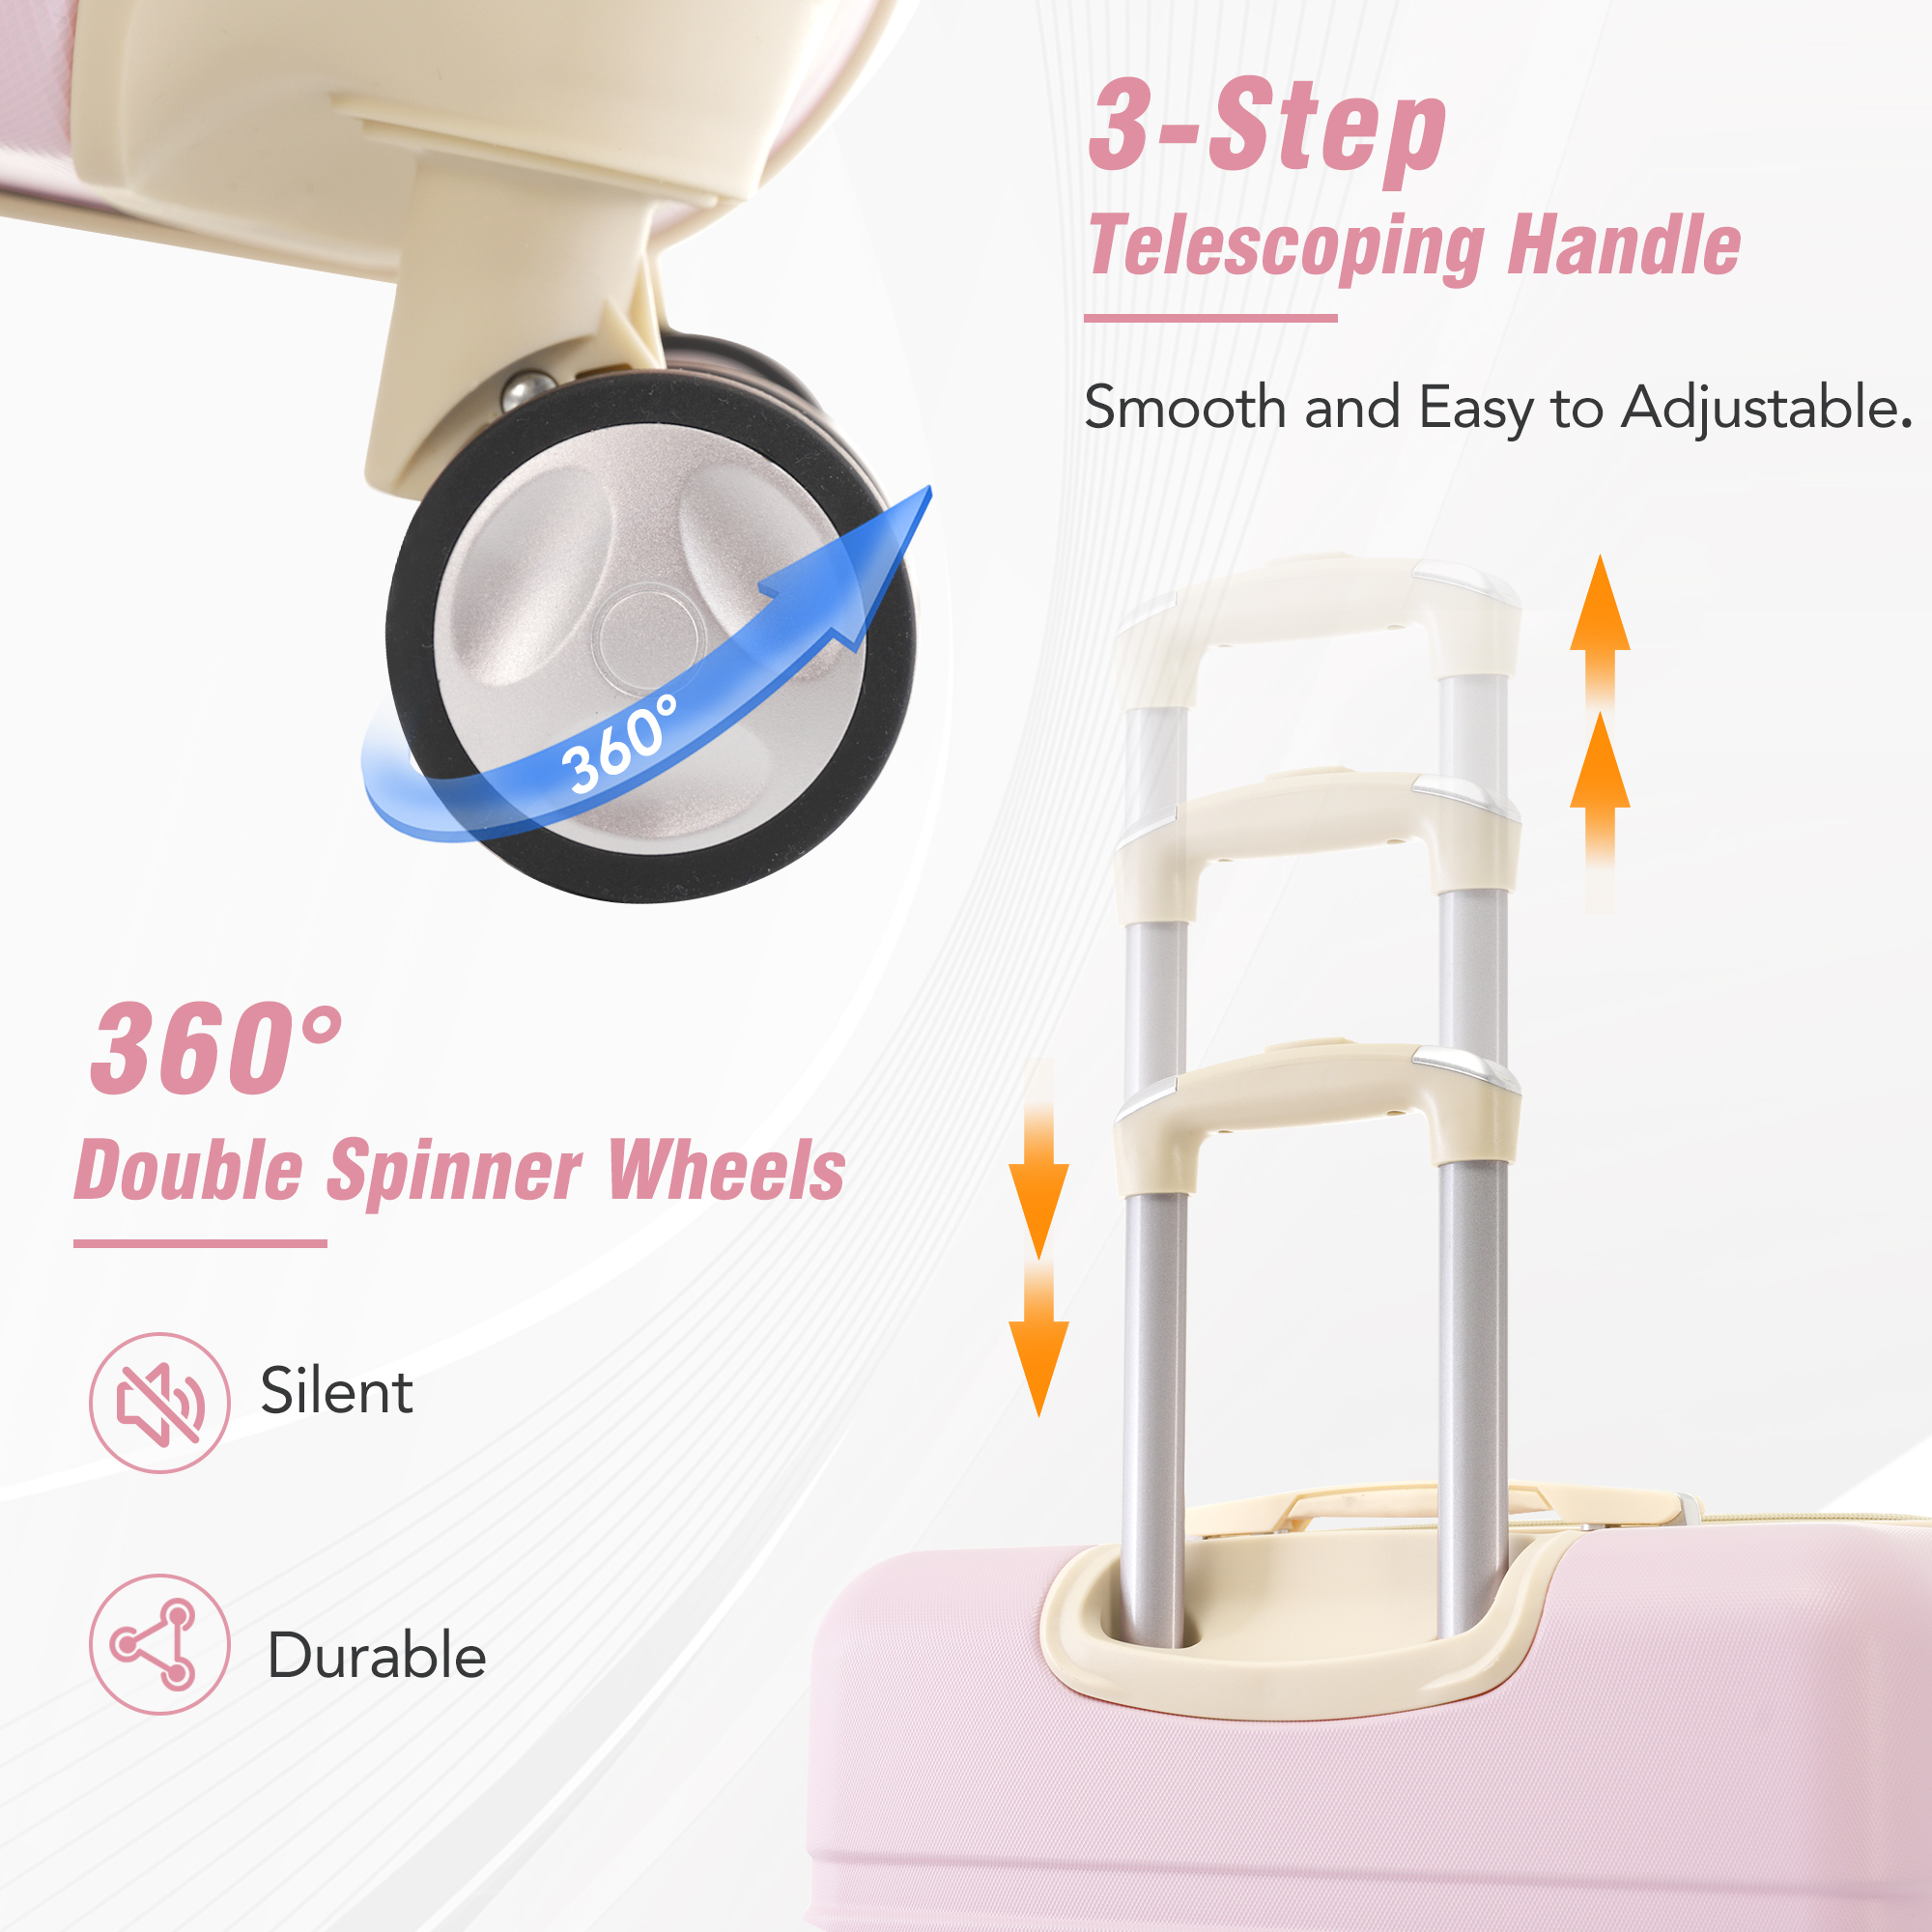 3-Step
Telescoping Handle
Smooth and Easy to Adjustable.
360°
360°
Double Spinner Wheels
Silent
Durable